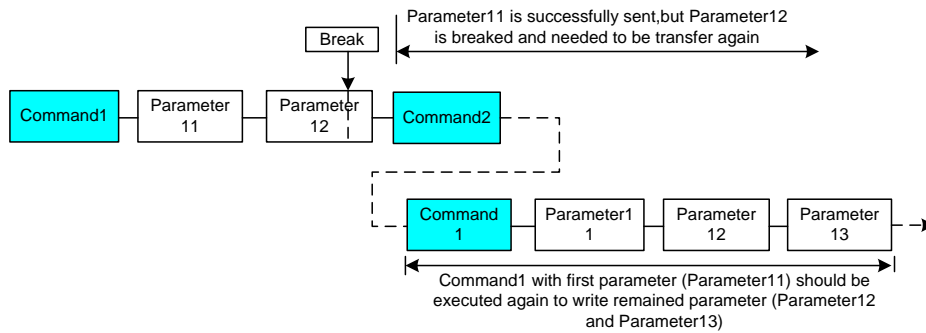 Parameter11 is successfully sent,but Parameter12
is breaked and needed to be transfer again
Break
Command1
Parameter
11
Parameter
12
Command2
Command
1
Parameter1
1
Parameter
12
Parameter
13
Command1 with first parameter (Parameter11) should be
executed again to write remained parameter (Parameter12
and Parameter13)